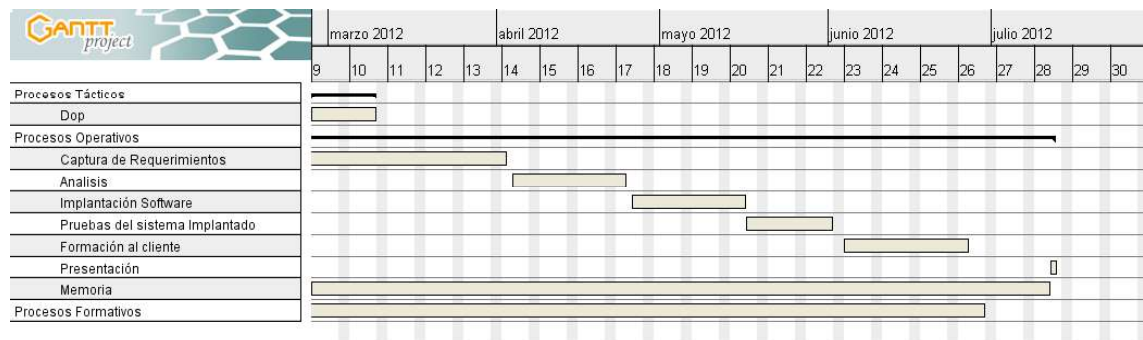 GANTT
project
marzo 2012 abril 2012 mayo 2012 junio 2012 julio 2012
9 10 11 12 13 14 15 16 17 18 19 20 21 22 23 24 25 26 27 28 29 30
Procesos Tácticos
Dop
Procesos Operativos
Captura de Requerimientos
Analisis
Implantación Software
Pruebas del sistema Implantado
Formación al cliente
Presentación
Memoria
Procesos Formativos